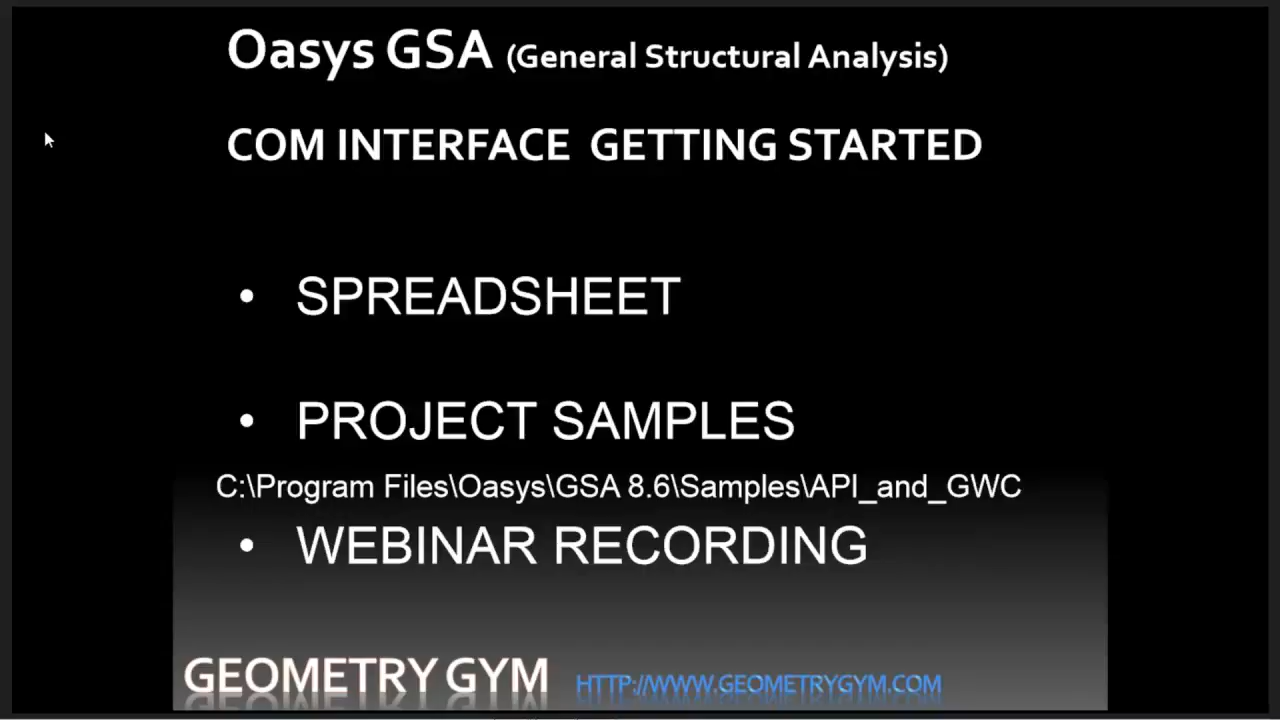 Oasys GSA (General Structural Analysis)
COM INTERFACE GETTING STARTED
• SPREADSHEET
• PROJECT SAMPLES
C:\Program Files\Oasys\GSA 8.6\Samples\API_and_GWC
• WEBINAR RECORDING
GEOMETRY GYM HTTP://WWW.GEOMETRYGYM.COM